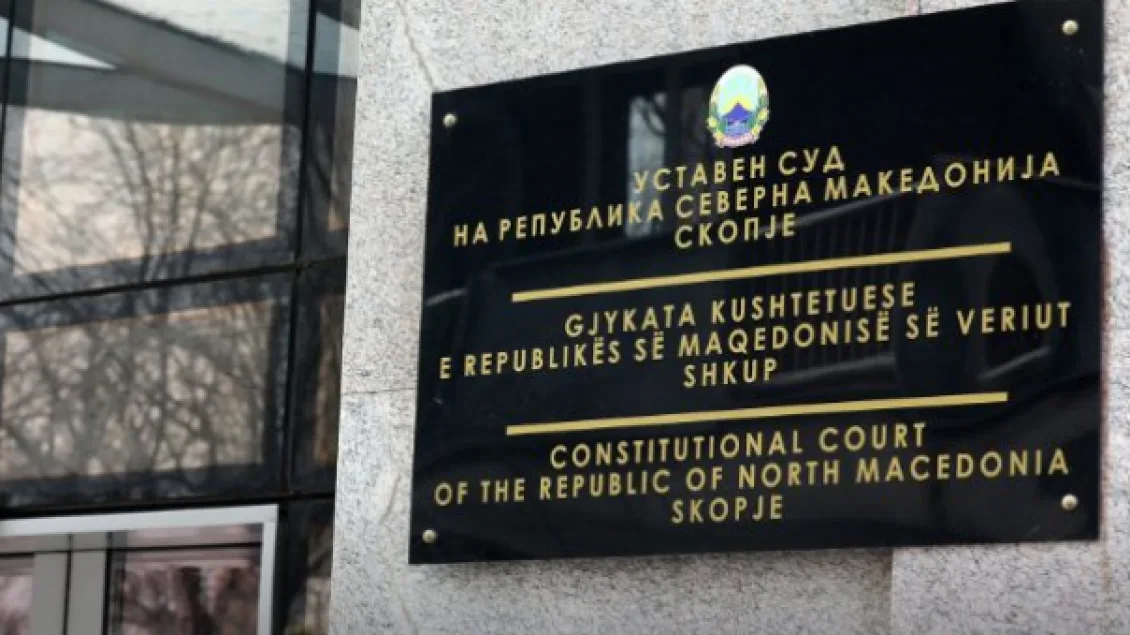 УСТАВЕН СУД
НА РЕПУБЛИКА СЕВЕРНА МАКЕДОНИЈА
СКОПЈЕ
GJYKATA KUSHTETUESE
E REPUBLIKËS SË MAQEDONISË SË VERIUT
SHKUP
CONSTITUTIONAL COURT
OF THE REPUBLIC OF NORTH MACEDONIA
SKOPJE